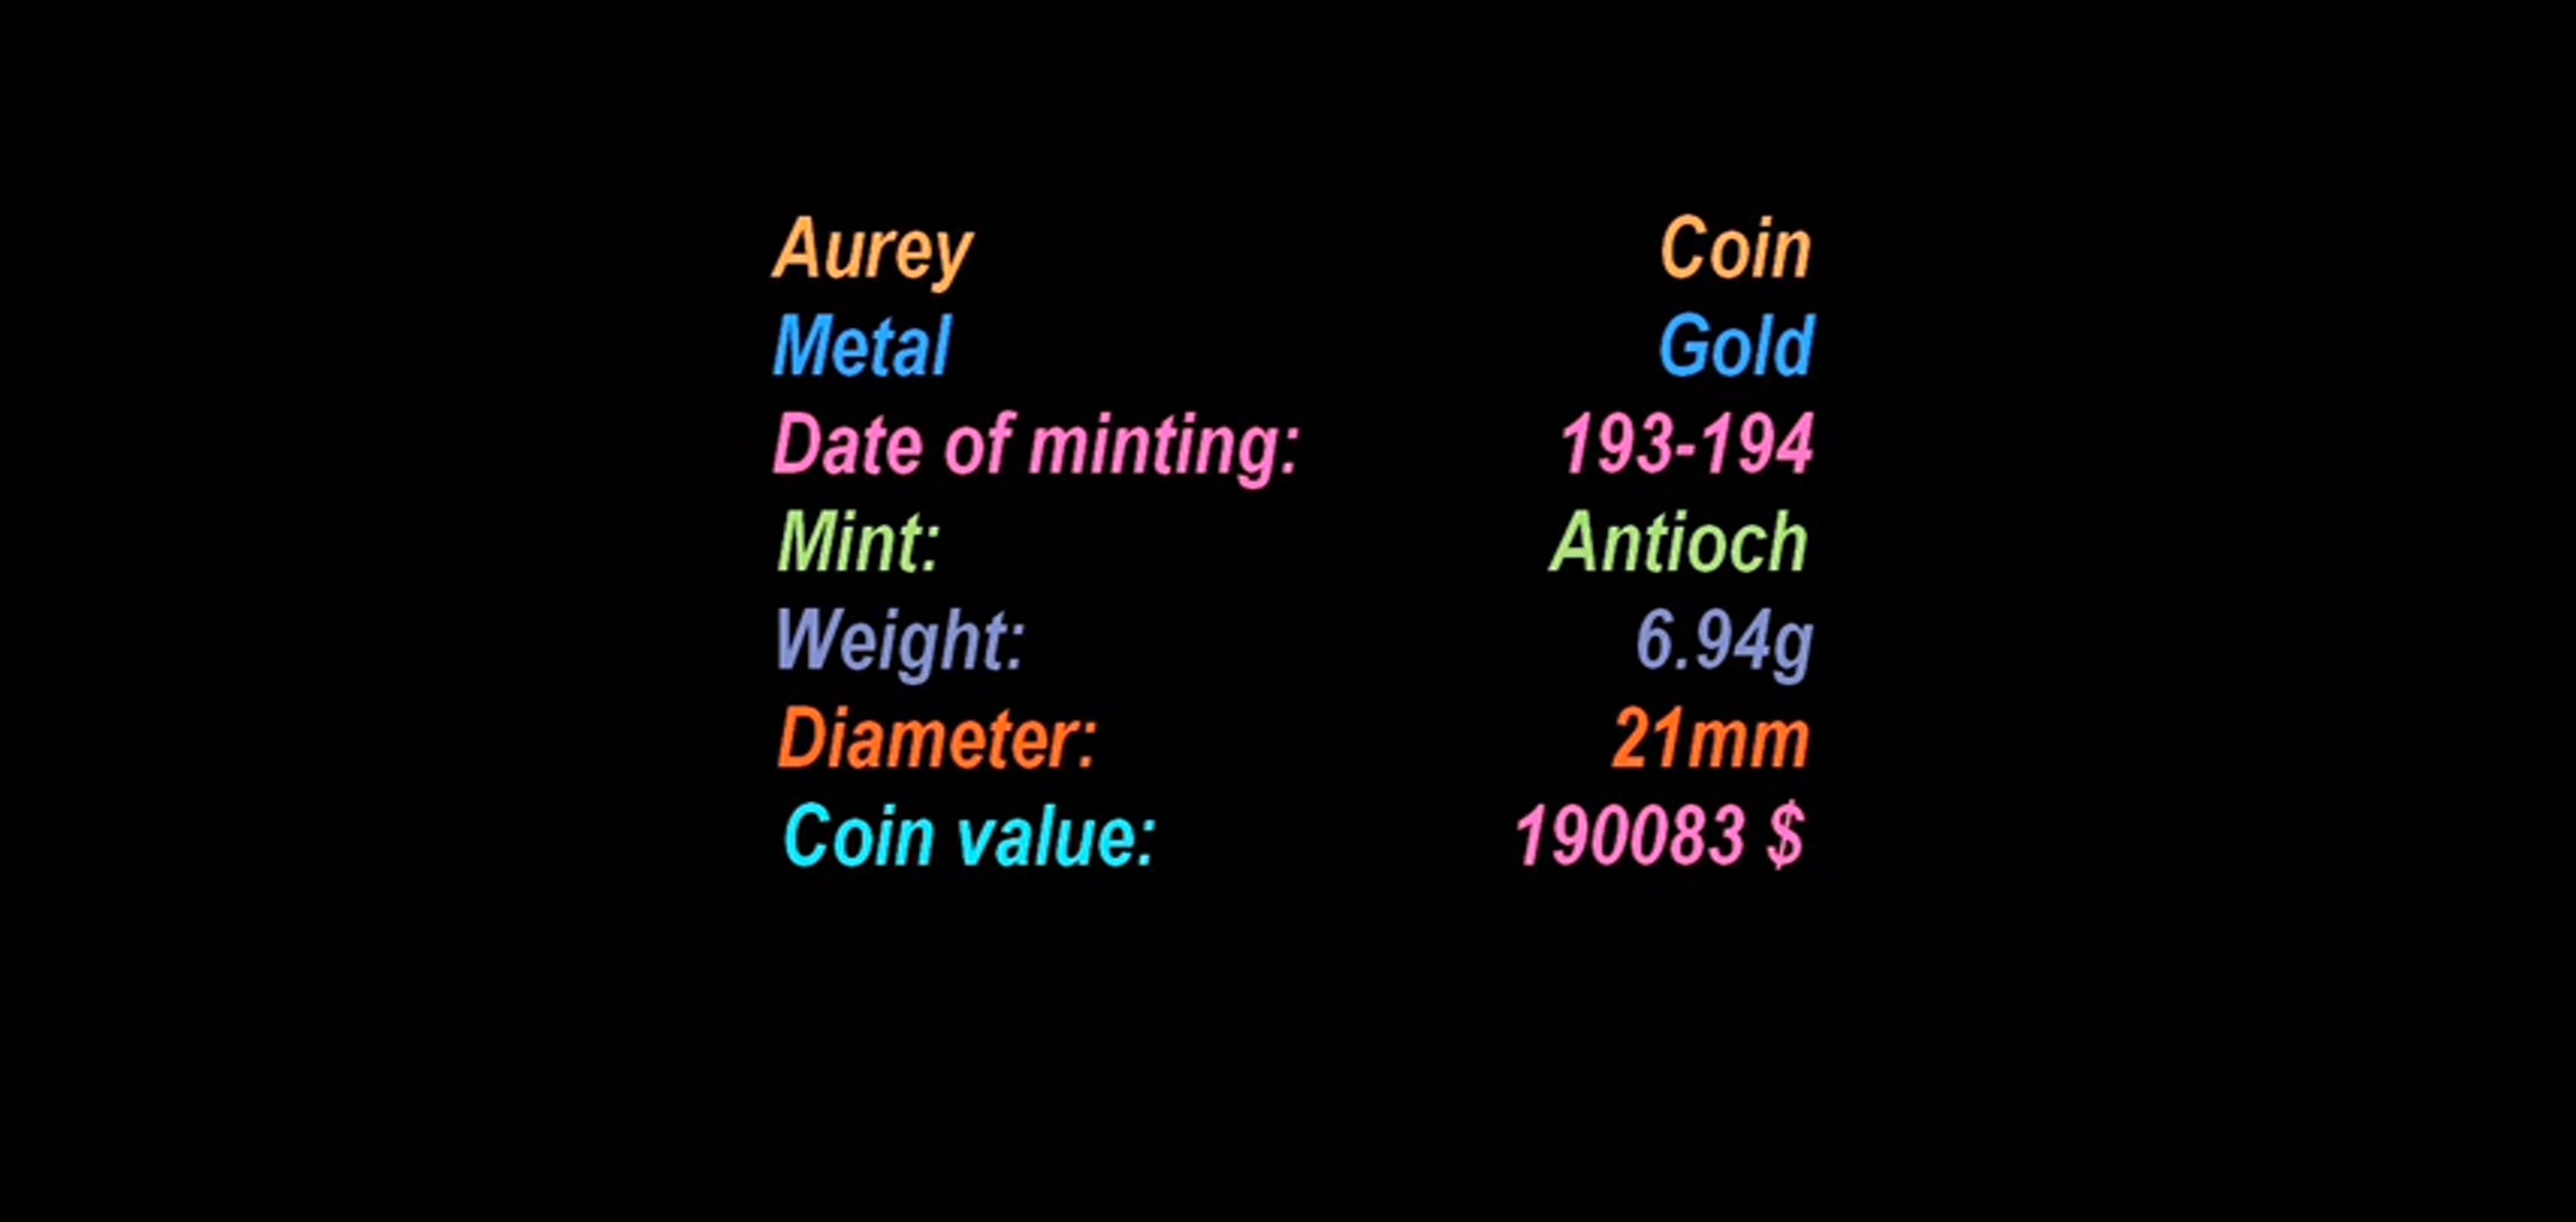 Aurey Coin
Metal Gold
Date of minting: 193-194
Mint: Antioch
Weight: 6.94g
Diameter: 21mm
Coin value: 190083 $